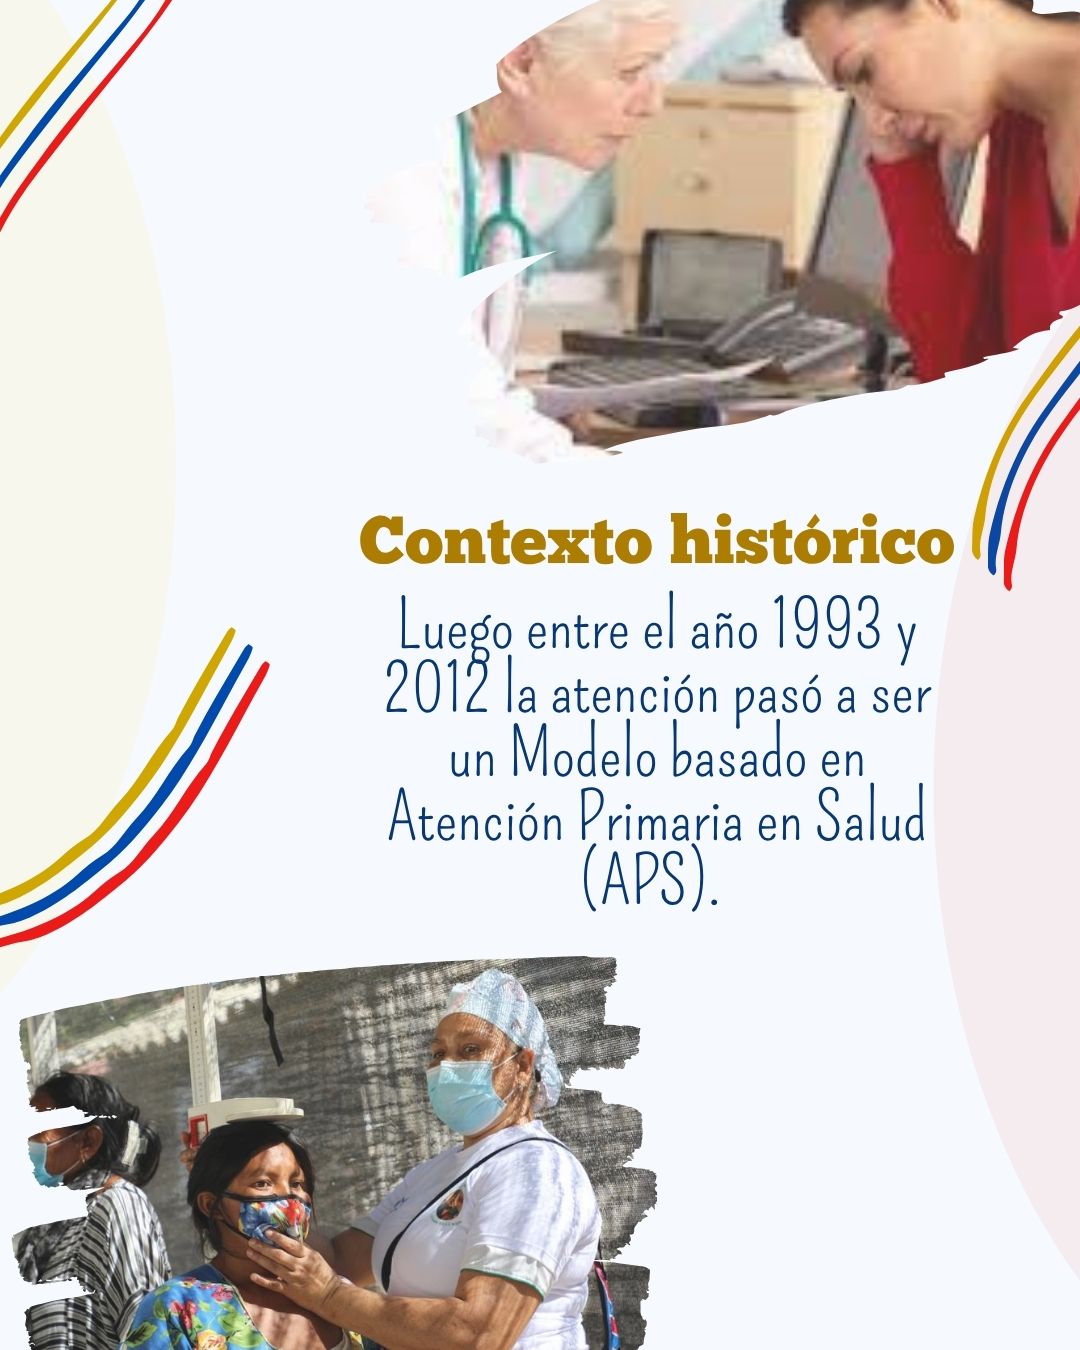 Contexto histórico
Luego entre el año 1993 y
2012 la atención pasó a ser
un Modelo basado en
Atención Primaria en Salud
(APS).